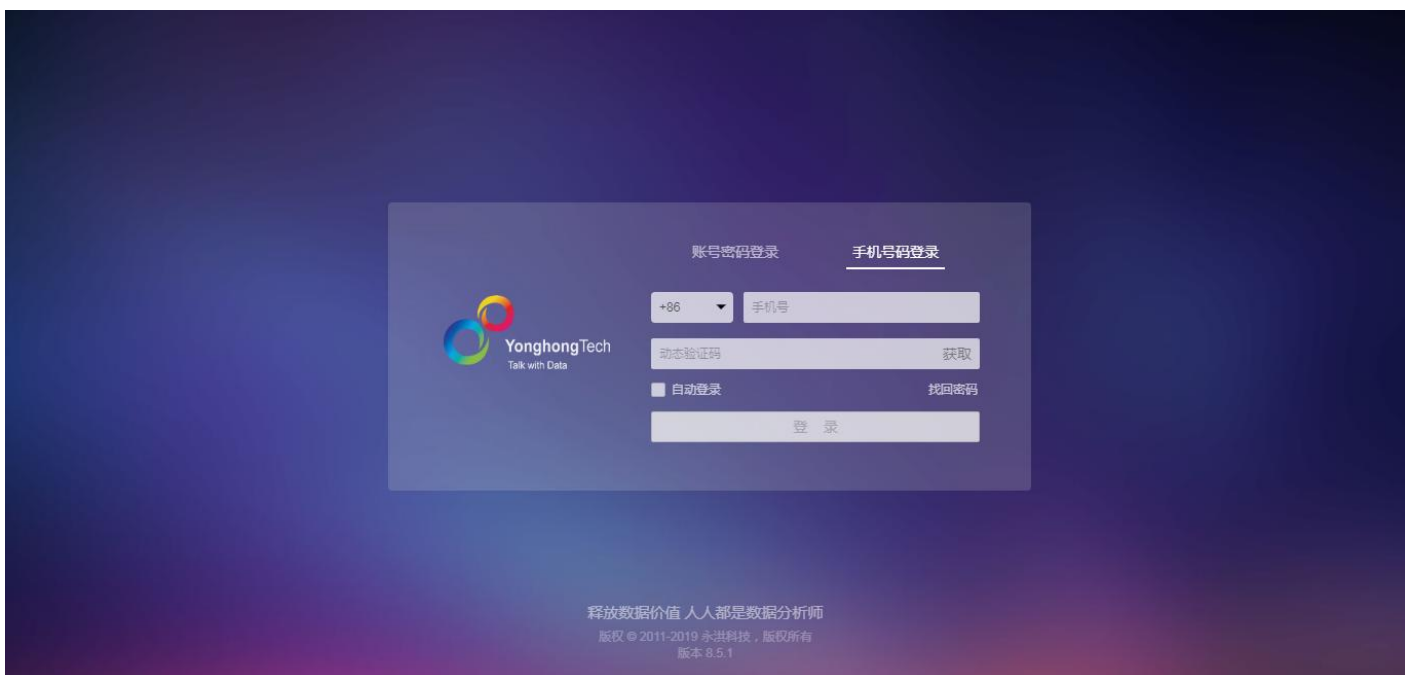 账号密码登录 手机号码登录
+86 手机号
YonghongTech
Talk with Data
动态验证码 获取
自动登录 找回密码
登 录
释放数据价值 人人都是数据分析师
版权 © 2011-2019 永洪科技，版权所有
版本 8.5.1